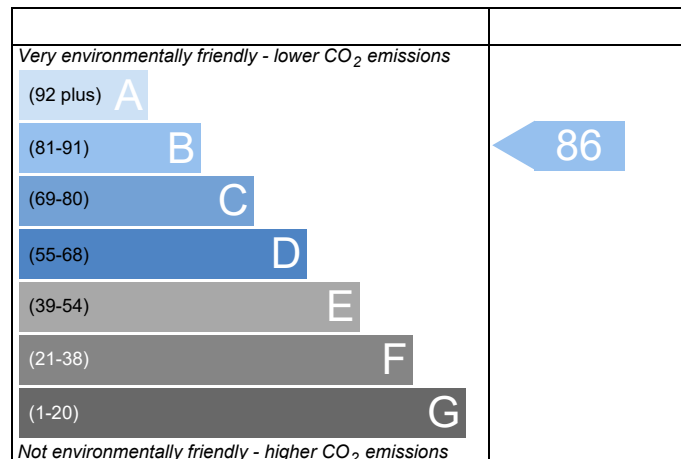 Very environmentally friendly - lower CO₂ emissions
(92 plus) A
(81-91) B
86
(69-80) C
(55-68) D
(39-54) E
(21-38) F
(1-20) G
Not environmentally friendly - higher CO₂ emissions